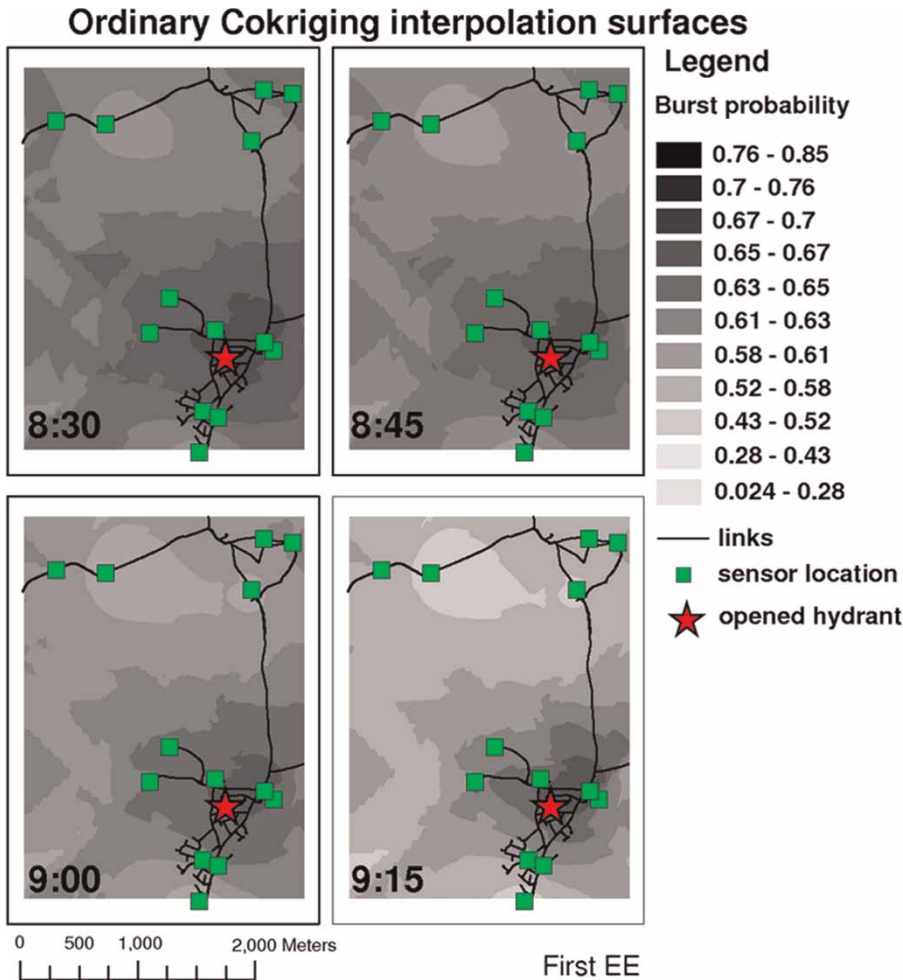 Ordinary Cokriging interpolation surfaces
Legend
Burst probability
0.76 - 0.85
0.7 - 0.76
0.67 - 0.7
0.65 - 0.67
0.63 - 0.65
0.61 - 0.63
0.58 - 0.61
0.52 - 0.58
0.43 - 0.52
0.28 - 0.43
0.024 - 0.28
links
sensor location
opened hydrant
8:30
8:45
9:00
9:15
0 500 1,000 2,000 Meters
First EE